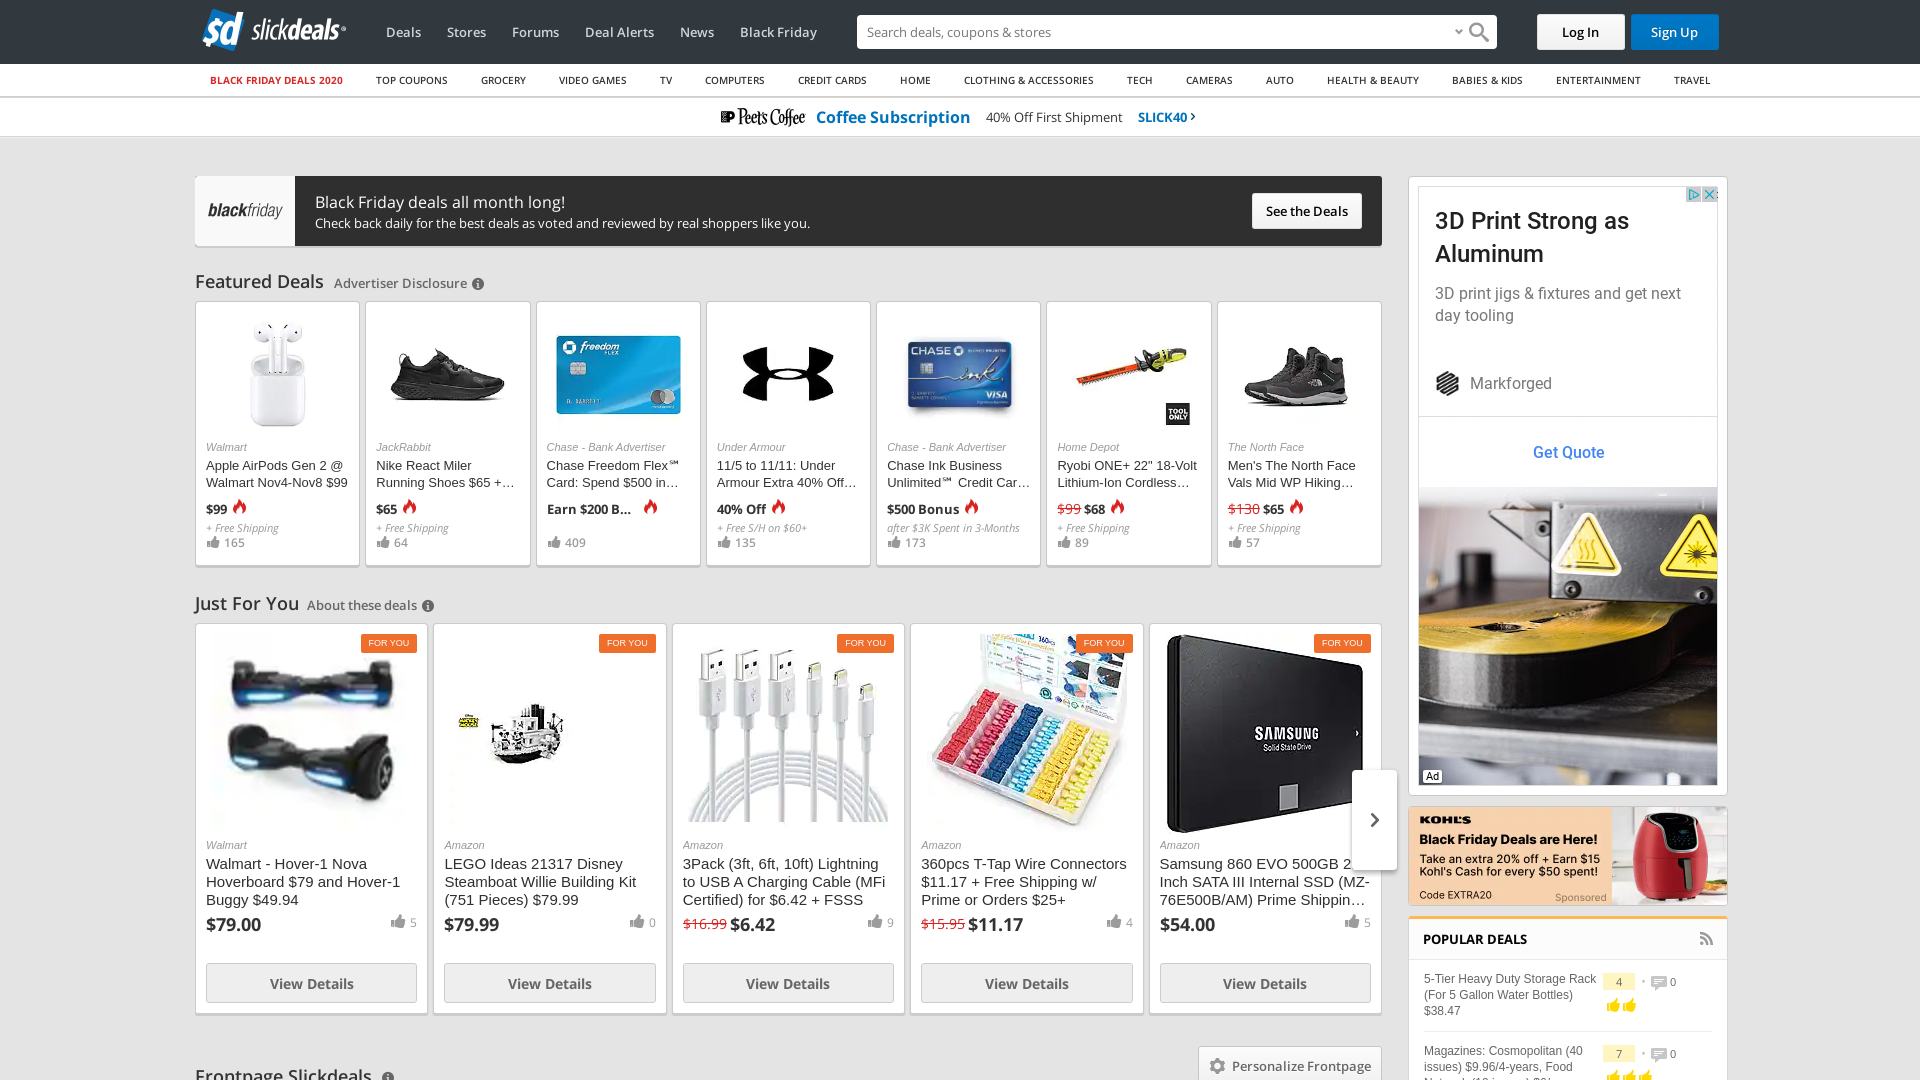 sd slickdeals
Deals
Stores
Forums
Deal Alerts
News
Black Friday
Search deals, coupons & stores
Log In
Sign Up
BLACK FRIDAY DEALS 2020
TOP COUPONS
GROCERY
VIDEO GAMES
TV
COMPUTERS
CREDIT CARDS
HOME
CLOTHING & ACCESSORIES
TECH
CAMERAS
AUTO
HEALTH & BEAUTY
BABIES & KIDS
ENTERTAINMENT
TRAVEL
Peet's Coffee Coffee Subscription 40% Off First Shipment SLICK40
blackfriday
Black Friday deals all month long!
Check back daily for the best deals as voted and reviewed by real shoppers like you.
See the Deals
Featured Deals
Advertiser Disclosure
Walmart
Apple AirPods Gen 2 @
Walmart Nov4-Nov8 $99
$99
+ Free Shipping
165
JackRabbit
Nike React Miler
Running Shoes $65 +…
$65
+ Free Shipping
64
freedom
FLEX
Chase - Bank Advertiser
Chase Freedom Flex℠
Card: Spend $500 in…
Earn $200 B…
409
Under Armour
11/5 to 11/11: Under
Armour Extra 40% Off…
40% Off
+ Free S/H on $60+
135
CHASE
ink
VISA
Chase - Bank Advertiser
Chase Ink Business
Unlimited℠ Credit Car…
$500 Bonus
after $3K Spent in 3-Months
173
TOOL
ONLY
Home Depot
Ryobi ONE+ 22" 18-Volt
Lithium-Ion Cordless…
$99 $68
+ Free Shipping
89
The North Face
Men's The North Face
Vals Mid WP Hiking…
$130 $65
+ Free Shipping
57
Just For You
About these deals
FOR YOU
Walmart
Walmart - Hover-1 Nova
Hoverboard $79 and Hover-1
Buggy $49.94
$79.00
5
View Details
FOR YOU
Amazon
LEGO Ideas 21317 Disney
Steamboat Willie Building Kit
(751 Pieces) $79.99
$79.99
0
View Details
FOR YOU
Amazon
3Pack (3ft, 6ft, 10ft) Lightning
to USB A Charging Cable (MFi
Certified) for $6.42 + FSSS
$16.99 $6.42
9
View Details
360PCS
FOR YOU
Amazon
360pcs T-Tap Wire Connectors
$11.17 + Free Shipping w/
Prime or Orders $25+
$15.95 $11.17
4
View Details
FOR YOU
SAMSUNG
Solid State Drive
Amazon
Samsung 860 EVO 500GB 2
Inch SATA III Internal SSD (MZ-
76E500B/AM) Prime Shippin…
$54.00
5
View Details
Frontpage Slickdeals
Personalize Frontpage
3D Print Strong as
Aluminum
3D print jigs & fixtures and get next
day tooling
Markforged
Get Quote
Ad
KOHL'S
Black Friday Deals are Here!
Take an extra 20% off + Earn $15
Kohl's Cash for every $50 spent!
Code EXTRA20
Sponsored
POPULAR DEALS
5-Tier Heavy Duty Storage Rack
(For 5 Gallon Water Bottles)
$38.47
4
0
Magazines: Cosmopolitan (40
issues) $9.96/4-years, Food
7
0